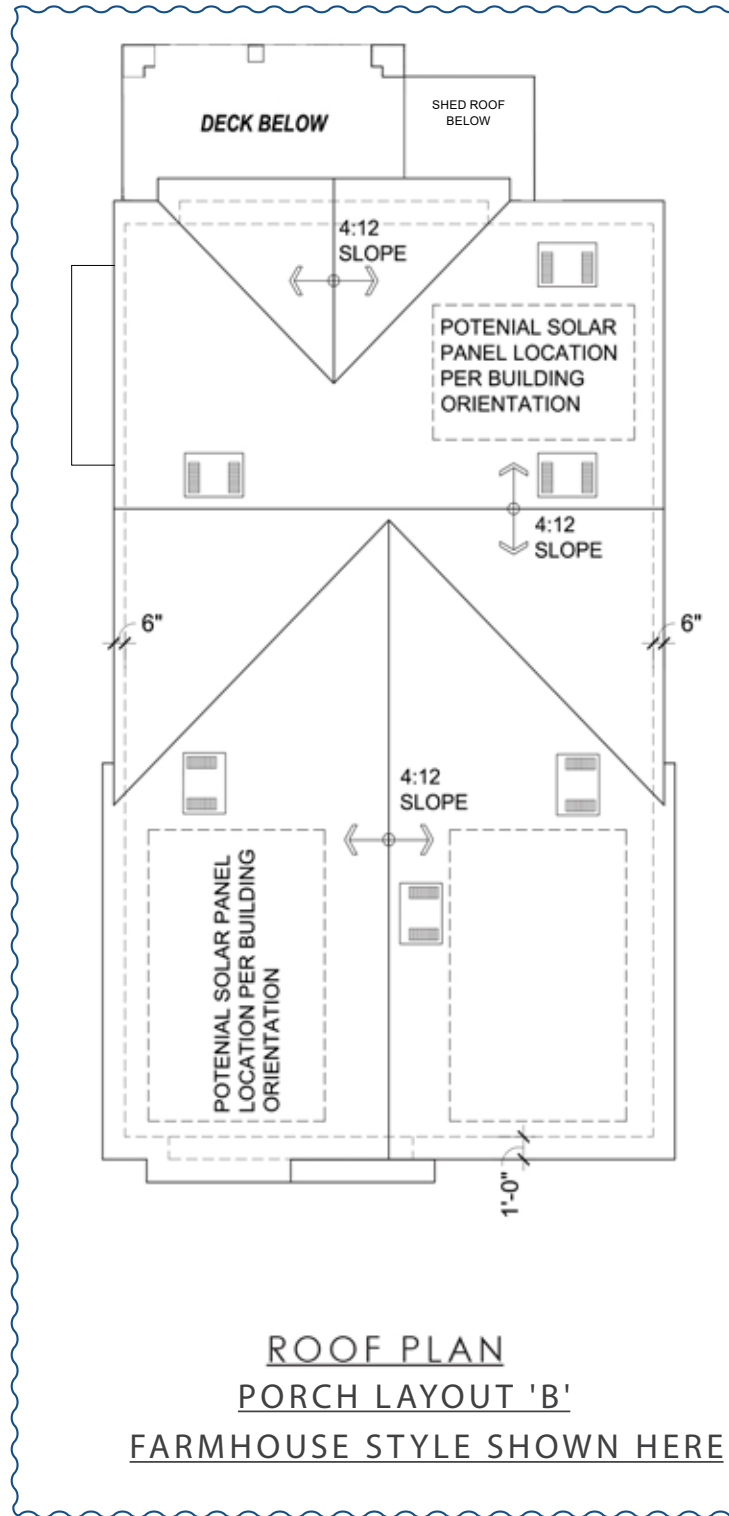 DECK BELOW
SHED ROOF
BELOW
4:12
SLOPE
POTENIAL SOLAR
PANEL LOCATION
PER BUILDING
ORIENTATION
4:12
SLOPE
6"
6"
4:12
SLOPE
POTENIAL SOLAR PANEL
LOCATION PER BUILDING
ORIENTATION
1'-0"
ROOF PLAN
PORCH LAYOUT 'B'
FARMHOUSE STYLE SHOWN HERE